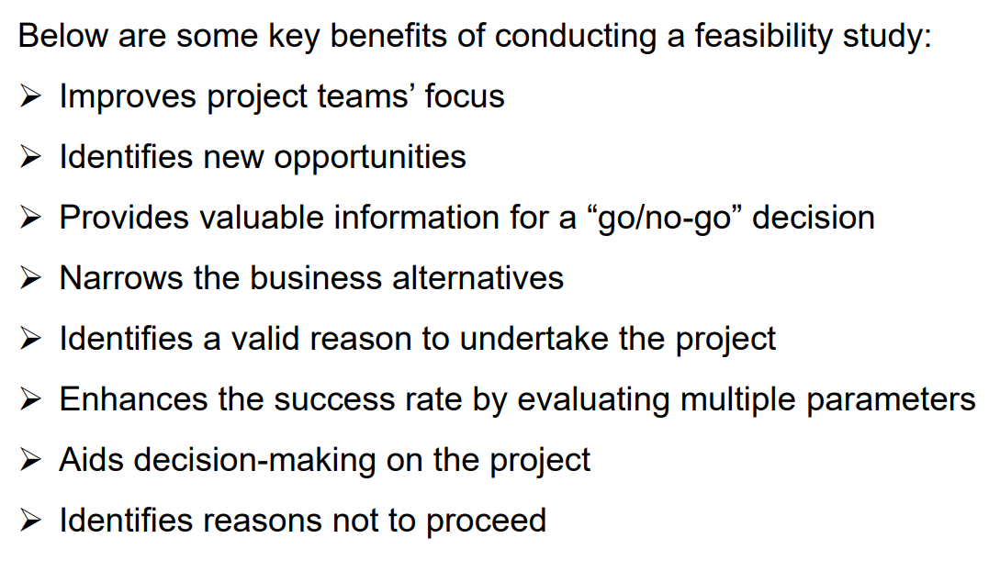 Below are some key benefits of conducting a feasibility study:
➢ Improves project teams’ focus
➢ Identifies new opportunities
➢ Provides valuable information for a “go/no-go” decision
➢ Narrows the business alternatives
➢ Identifies a valid reason to undertake the project
➢ Enhances the success rate by evaluating multiple parameters
➢ Aids decision-making on the project
➢ Identifies reasons not to proceed